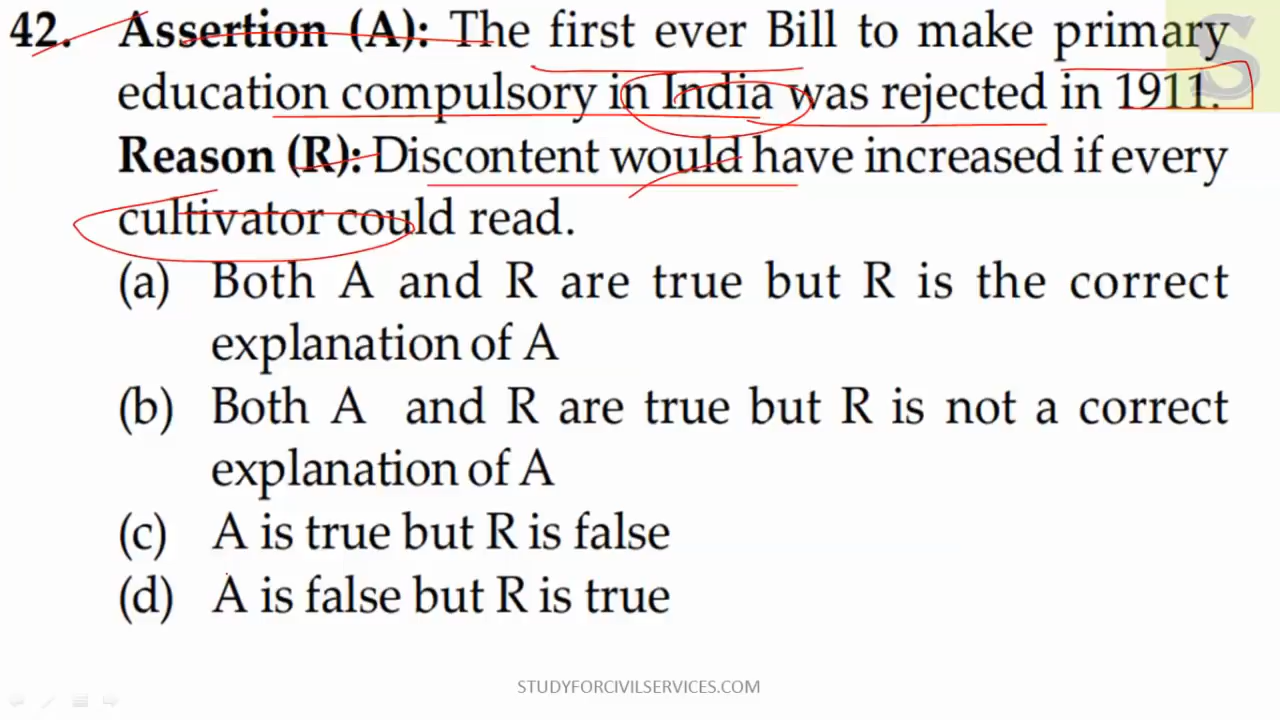 42. Assertion (A): The first ever Bill to make primary
education compulsory in India was rejected in 1911.
Reason (R): Discontent would have increased if every
cultivator could read.
(a) Both A and R are true but R is the correct
explanation of A
(b) Both A and R are true but R is not a correct
explanation of A
(c) A is true but R is false
(d) A is false but R is true
STUDYFORCIVILSERVICES.COM
S